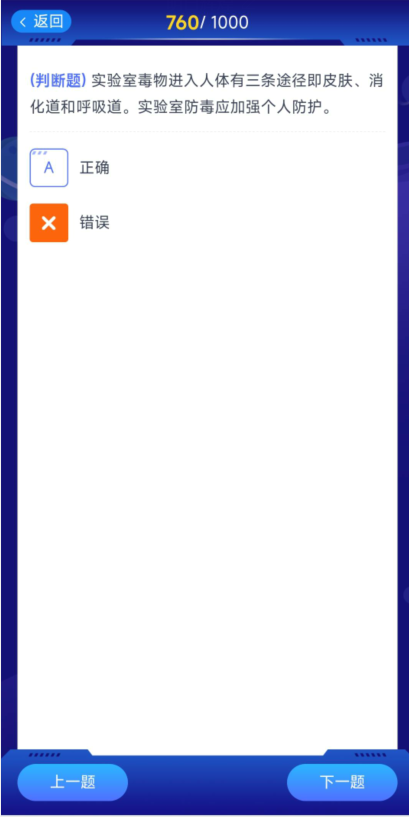 返回
760/ 1000
(判断题) 实验室毒物进入人体有三条途径即皮肤、消
化道和呼吸道。实验室防毒应加强个人防护。
A 正确
错误
上一题 下一题